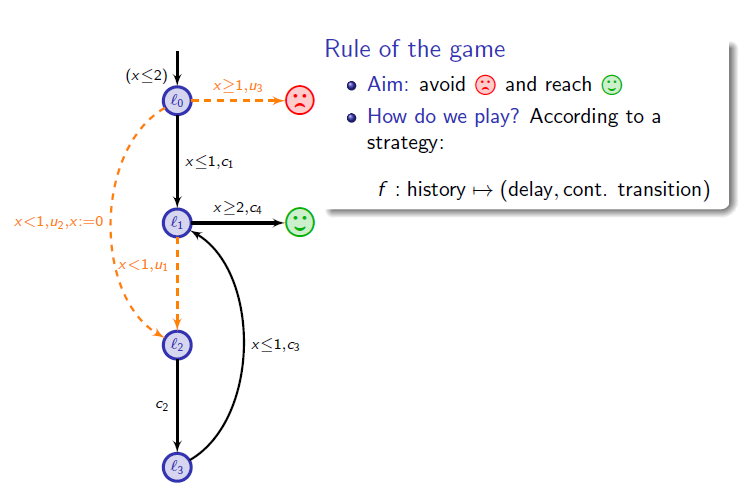 Rule of the game
Aim: avoid and reach
How do we play? According to a
strategy:
f : history ↦ (delay, cont. transition)
(x≤2)
x≥1,u₃
ℓ₀
x≤1,c₁
x≥2,c₄
x<1,u₂,x:=0
ℓ₁
x<1,u₁
ℓ₂
x≤1,c₃
c₂
ℓ₃